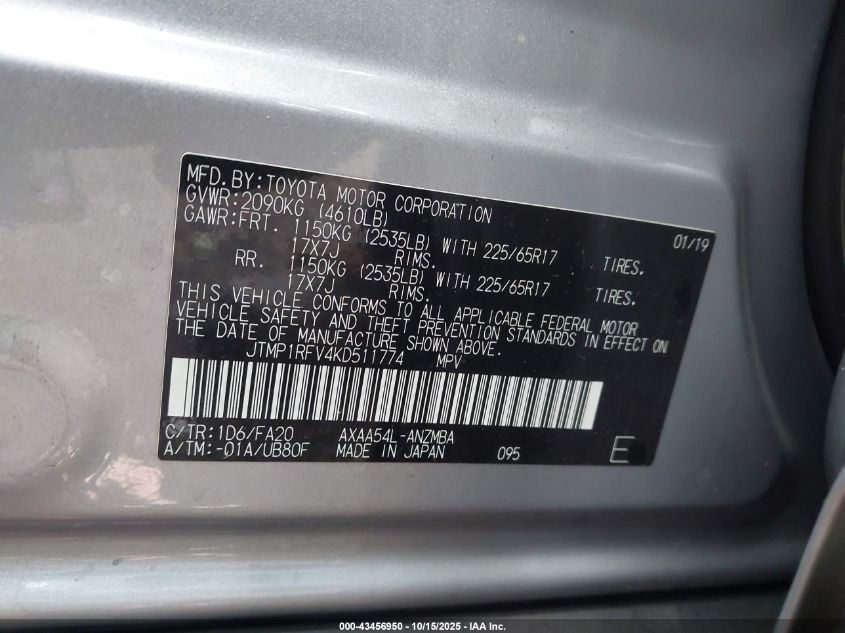 MFD. BY: TOYOTA MOTOR CORPORATION 01/19
GVWR: 2090KG (4610LB)
GAWR: FRT. 1150KG (2535LB) WITH 225/65R17 TIRES.
17X7J RIMS.
RR. 1150KG (2535LB) WITH 225/65R17 TIRES.
17X7J RIMS.
THIS VEHICLE CONFORMS TO ALL APPLICABLE FEDERAL MOTOR
VEHICLE SAFETY AND THEFT PREVENTION STANDARDS IN EFFECT ON
THE DATE OF MANUFACTURE SHOWN ABOVE.
JTMP1RFV4KD511774 MPV
C/TR: 1D6/FA20 AXAA54L-ANZMBA
A/TM: -01A/UB80F MADE IN JAPAN 095 E
000-43456950 - 10/15/2025 - IAA Inc.